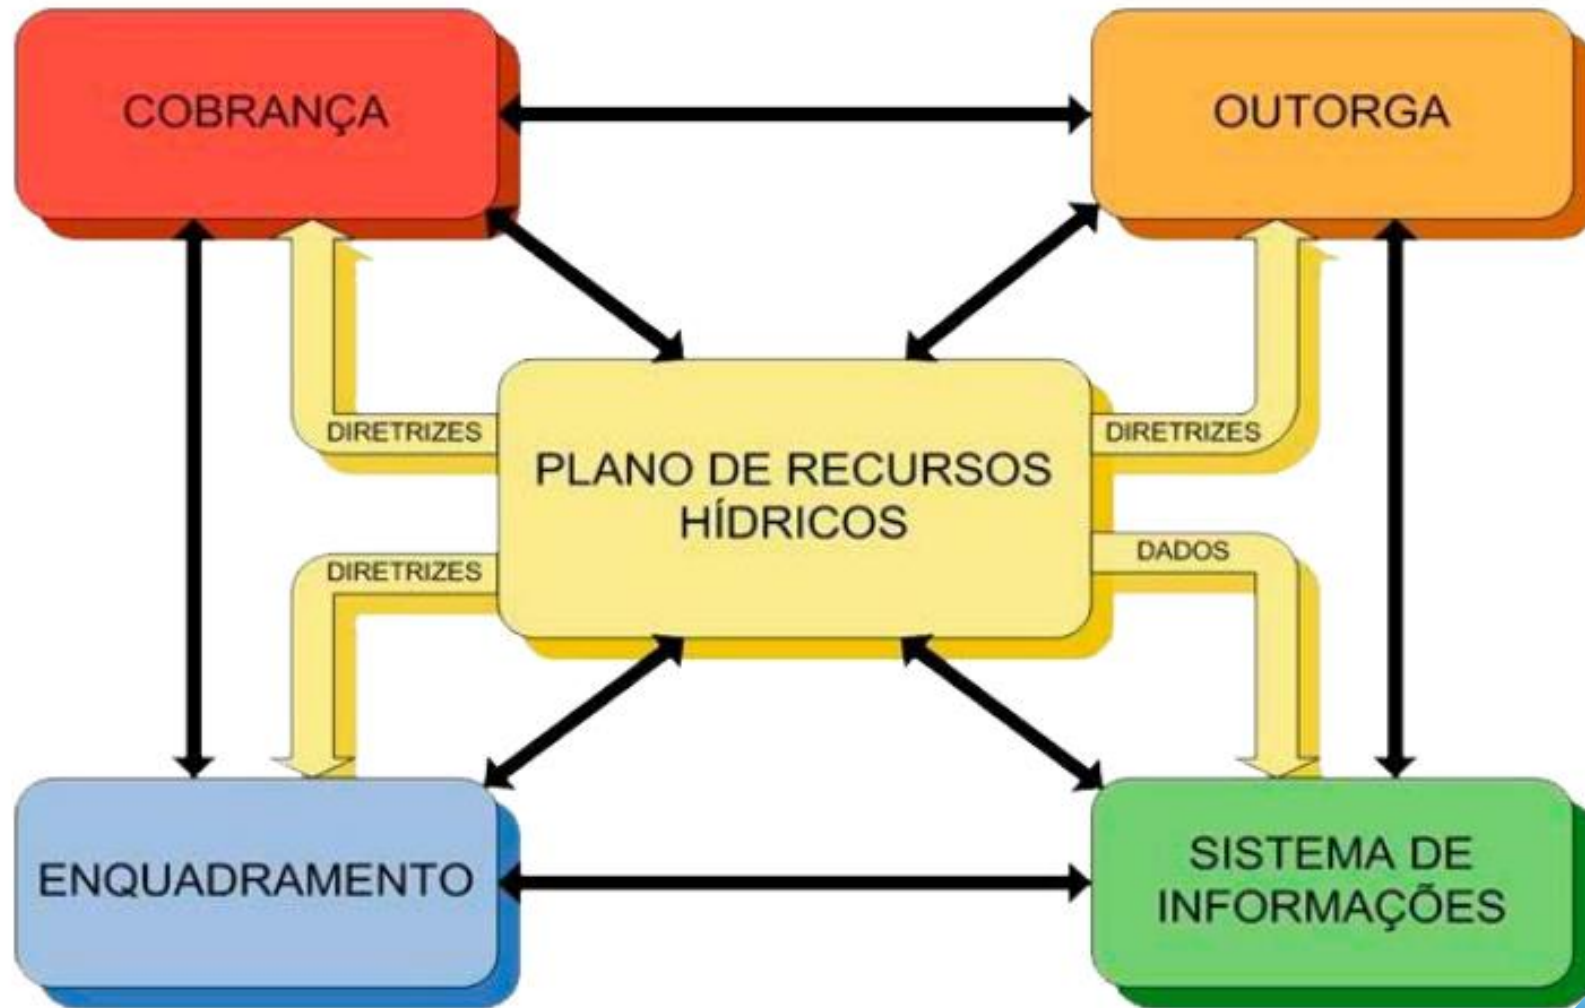 COBRANÇA
OUTORGA
DIRETRIZES
DIRETRIZES
PLANO DE RECURSOS
HÍDRICOS
DIRETRIZES
DADOS
ENQUADRAMENTO
SISTEMA DE
INFORMAÇÕES